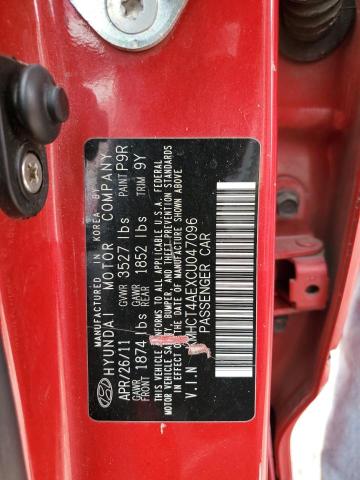 MANUFACTURED IN KOREA BY
HYUNDAI MOTOR COMPANY
APR/26/11 GVWR 3527 lbs PAINT P9R
GAWR FRONT 1874 lbs GAWR REAR 1852 lbs TRIM 9Y
THIS VEHICLE CONFORMS TO ALL APPLICABLE U.S. FEDERAL MOTOR
VEHICLE SAFETY, BUMPER, AND THEFT PREVENTION STANDARDS
IN EFFECT ON THE DATE OF MANUFACTURE SHOWN ABOVE.
V.I.N KMHCT4AEXCU047096
PASSENGER CAR